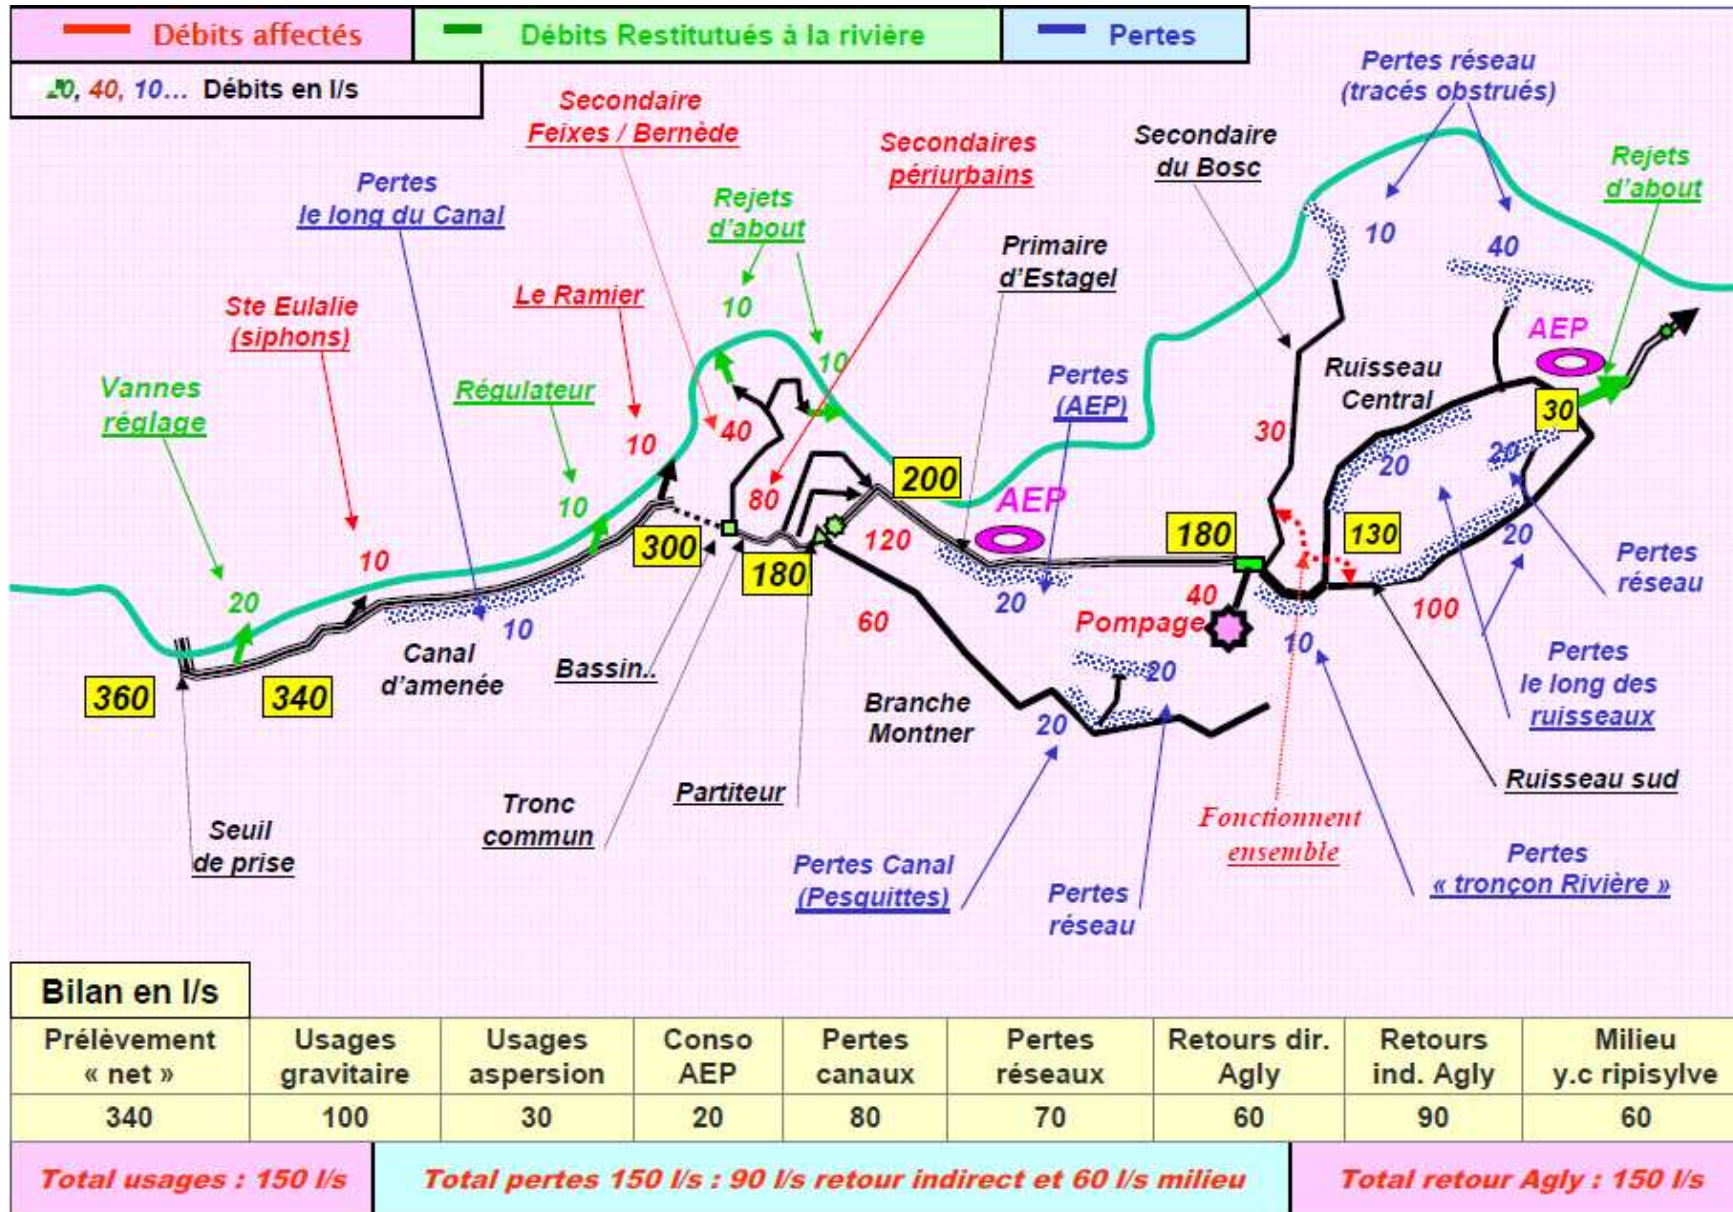 Débits affectés
Débits Restitutués à la rivière
Pertes
20, 40, 10... Débits en l/s
Secondaire
Feixes / Bernède
Pertes
le long du Canal
Ste Eulalie
(siphons)
Vannes
réglage
Le Ramier
Régulateur
Rejets
d'about
Secondaires
périurbains
Primaire
d'Estagel
Pertes
(AEP)
Secondaire
du Bosc
Pertes réseau
(tracés obstrués)
Rejets
d'about
10
40
10
10
10
40
80
10
10
20
10
360
340
Canal
d'amenée
300
180
200
120
60
AEP
20
180
40
Pompage
30
130
Ruisseau
Central
AEP
30
20
20
20
100
10
Pertes
réseau
Pertes
le long des
ruisseaux
Ruisseau sud
Bassin..
Partiteur
Tronc
commun
Seuil
de prise
Branche
Montner
20
20
Pertes Canal
(Pesquittes)
Pertes
réseau
Fonctionnent
ensemble
Pertes
« tronçon Rivière »
Bilan en l/s
Prélèvement « net » Usages gravitaire Usages aspersion Conso AEP Pertes canaux Pertes réseaux Retours dir. Agly Retours ind. Agly Milieu y.c ripisylve
340 100 30 20 80 70 60 90 60
Total usages : 150 l/s Total pertes 150 l/s : 90 l/s retour indirect et 60 l/s milieu Total retour Agly : 150 l/s